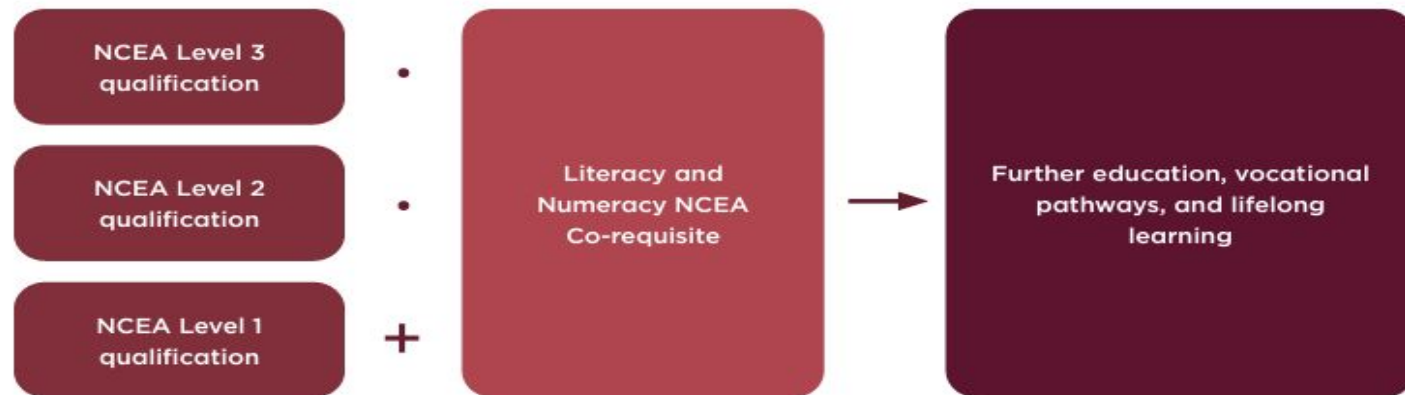 NCEA Level 3
qualification
NCEA Level 2
qualification
NCEA Level 1
qualification
+
Literacy and
Numeracy NCEA
Co-requisite
Further education, vocational
pathways, and lifelong
learning